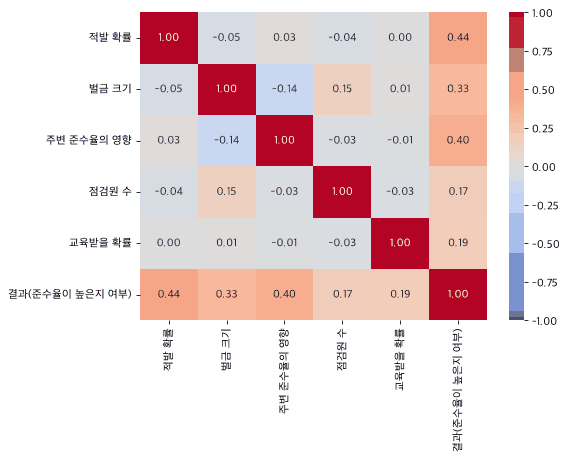 적발 확률 1.00 -0.05 0.03 -0.04 0.00 0.44
벌금 크기 -0.05 1.00 -0.14 0.15 0.01 0.33
주변 준수율의 영향 0.03 -0.14 1.00 -0.03 -0.01 0.40
점검원 수 -0.04 0.15 -0.03 1.00 -0.03 0.17
교육받을 확률 0.00 0.01 -0.01 -0.03 1.00 0.19
결과(준수율이 높은지 여부) 0.44 0.33 0.40 0.17 0.19 1.00
적발 확률
벌금 크기
주변 준수율의 영향
점검원 수
교육받을 확률
결과(준수율이 높은지 여부)
1.00
0.75
0.50
0.25
0.00
-0.25
-0.50
-0.75
-1.00